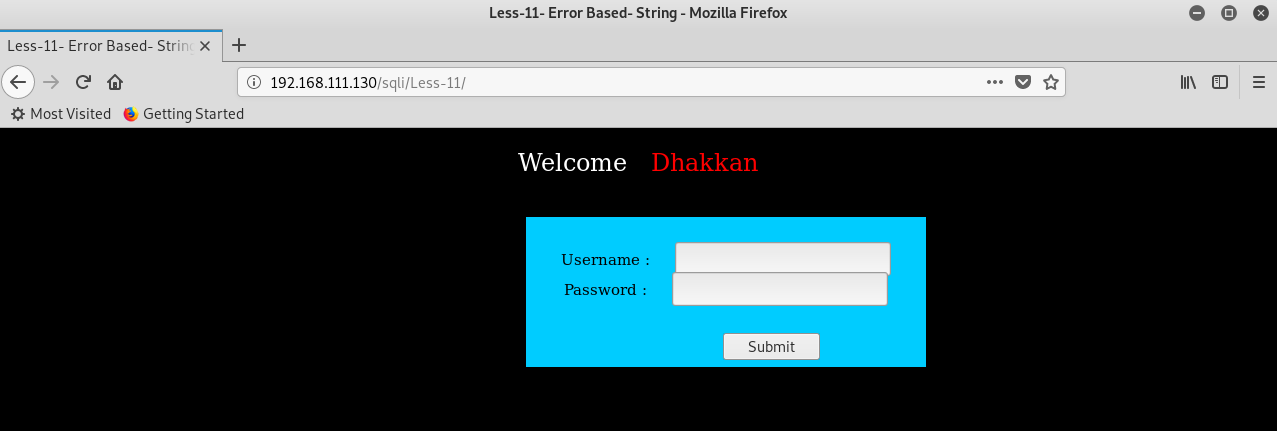 Less-11- Error Based- String - Mozilla Firefox
Less-11- Error Based- String
192.168.111.130/sqli/Less-11/
Most Visited Getting Started
Welcome Dhakkan
Username :
Password :
Submit